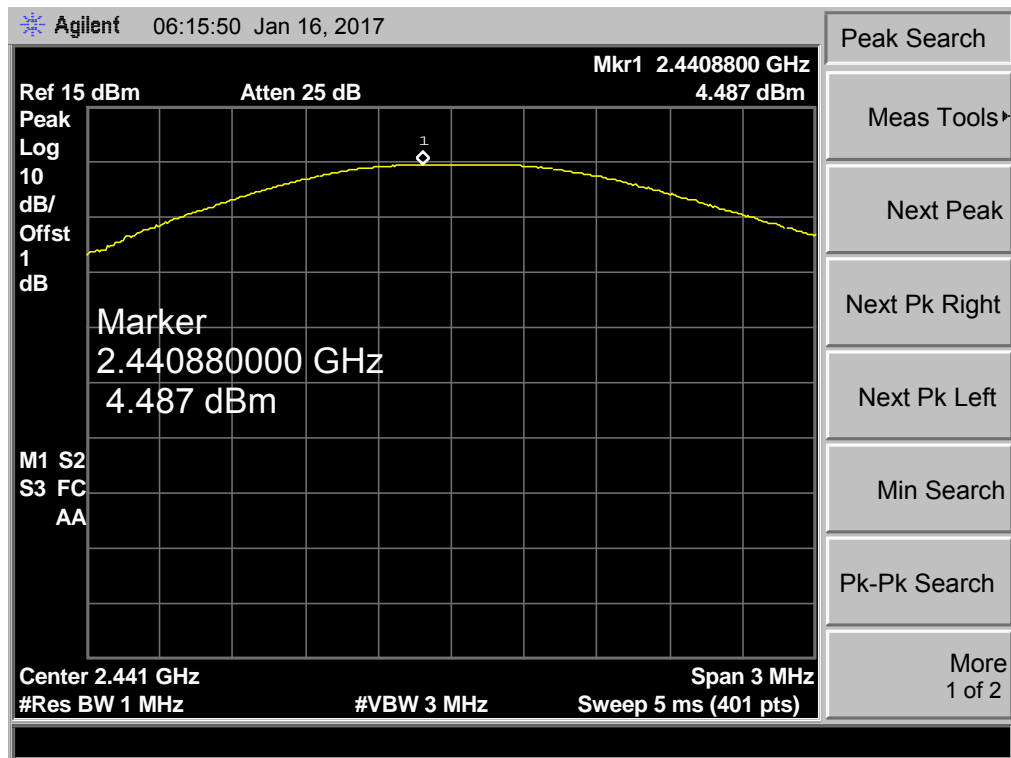 Agilent 06:15:50 Jan 16, 2017
Mkr1 2.4408800 GHz
Ref 15 dBm Atten 25 dB 4.487 dBm
Peak
Log
10
dB/
Offst
1
dB
1
Marker
2.440880000 GHz
4.487 dBm
M1 S2
S3 FC
AA
Center 2.441 GHz Span 3 MHz
#Res BW 1 MHz #VBW 3 MHz Sweep 5 ms (401 pts)
Peak Search
Meas Tools
Next Peak
Next Pk Right
Next Pk Left
Min Search
Pk-Pk Search
More
1 of 2